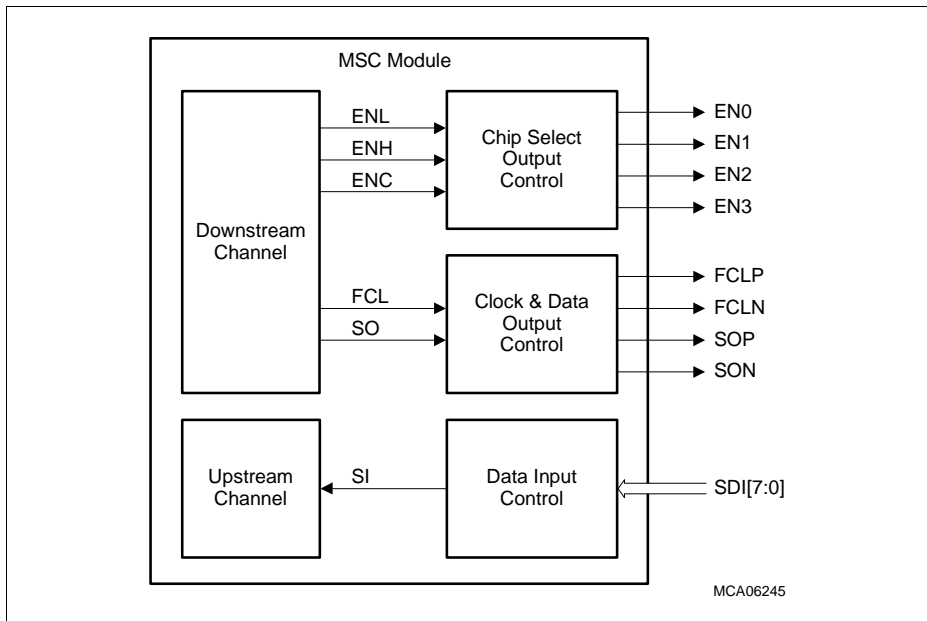 MSC Module
Downstream
Channel
ENL
ENH
ENC
FCL
SO
Chip Select
Output
Control
EN0
EN1
EN2
EN3
Clock & Data
Output
Control
FCLP
FCLN
SOP
SON
Upstream
Channel
SI
Data Input
Control
SDI[7:0]
MCA06245